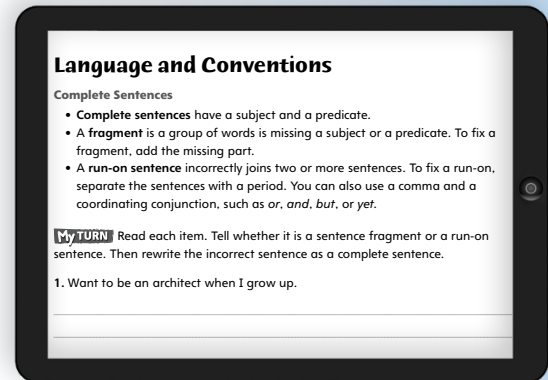 Language and Conventions
Complete Sentences
• Complete sentences have a subject and a predicate.
• A fragment is a group of words is missing a subject or a predicate. To fix a
fragment, add the missing part.
• A run-on sentence incorrectly joins two or more sentences. To fix a run-on,
separate the sentences with a period. You can also use a comma and a
coordinating conjunction, such as or, and, but, or yet.
My TURN Read each item. Tell whether it is a sentence fragment or a run-on
sentence. Then rewrite the incorrect sentence as a complete sentence.
1. Want to be an architect when I grow up.